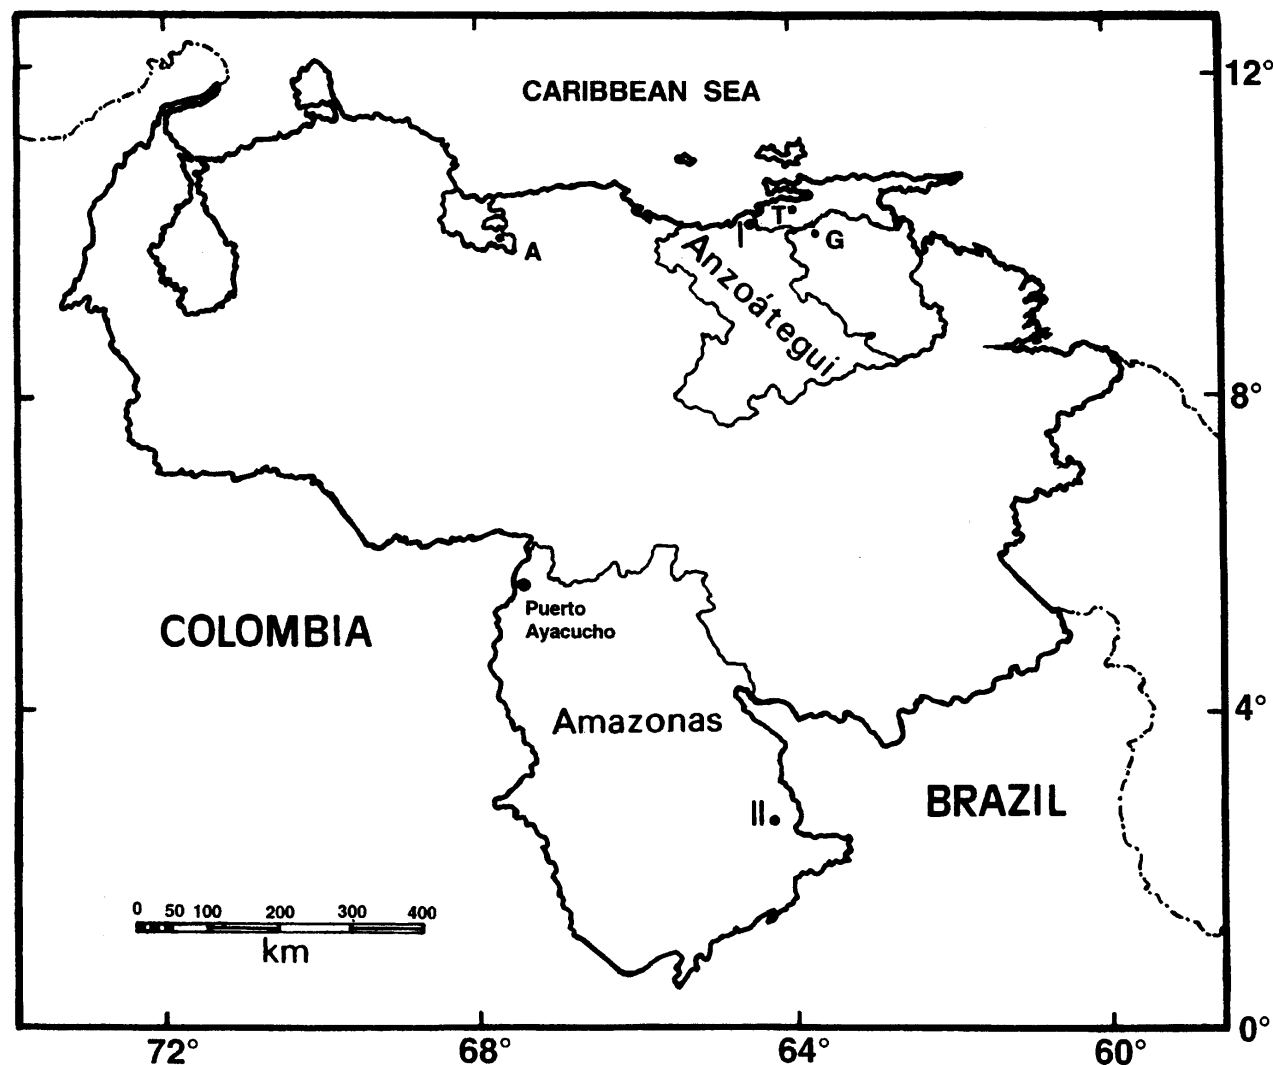 CARIBBEAN SEA
12°
T
I
G
A
Anzoátegui
8°
Puerto
Ayacucho
COLOMBIA
4°
Amazonas
BRAZIL
II
0 50 100 200 300 400
km
0°
72° 68° 64° 60°